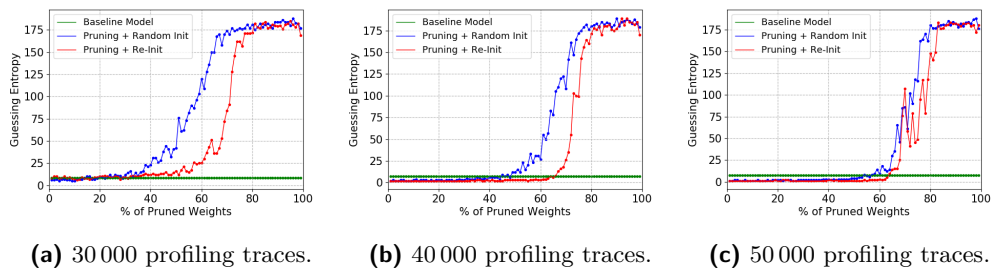 Baseline Model
Pruning + Random Init
Pruning + Re-Init
Guessing Entropy
175
150
125
100
75
50
25
0
0 20 40 60 80 100
% of Pruned Weights
(a) 30 000 profiling traces.
Baseline Model
Pruning + Random Init
Pruning + Re-Init
Guessing Entropy
175
150
125
100
75
50
25
0
0 20 40 60 80 100
% of Pruned Weights
(b) 40 000 profiling traces.
Baseline Model
Pruning + Random Init
Pruning + Re-Init
Guessing Entropy
175
150
125
100
75
50
25
0
0 20 40 60 80 100
% of Pruned Weights
(c) 50 000 profiling traces.